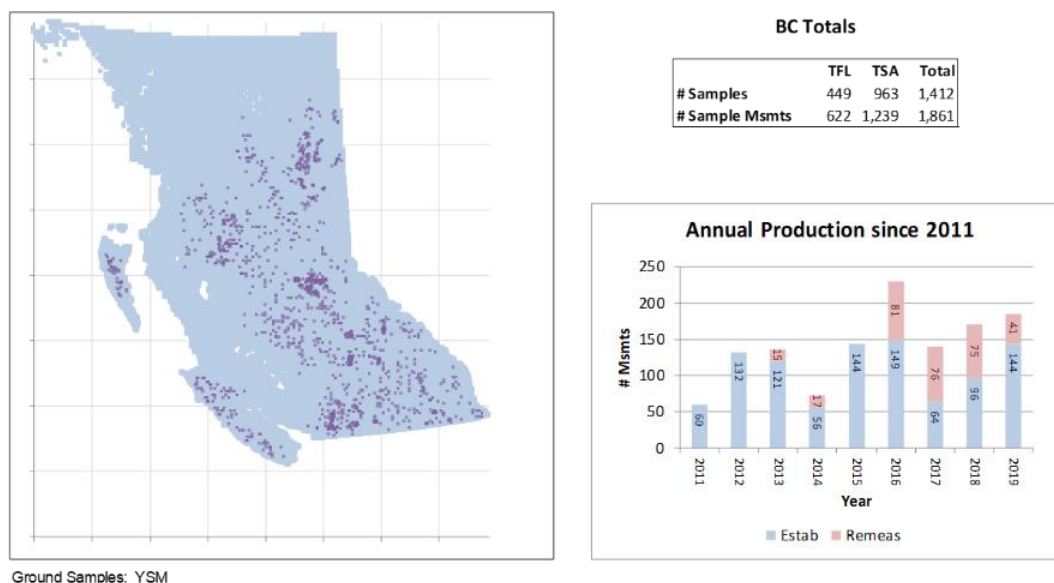 BC Totals
TFL TSA Total
# Samples 449 963 1,412
# Sample Msmts 622 1,239 1,861
Annual Production since 2011
# Msmts
250
200
150
100
50
0
60
132
121
15
56
17
144
149
81
64
76
96
75
144
41
2011 2012 2013 2014 2015 2016 2017 2018 2019
Year
Estab Remeas
Ground Samples: YSM